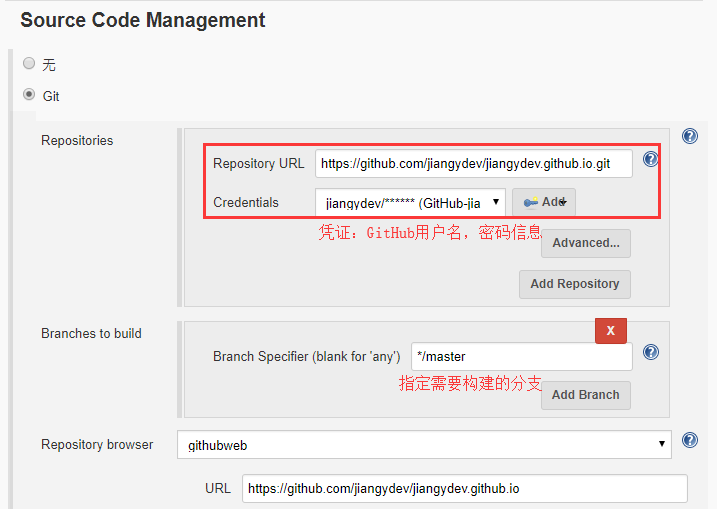 Source Code Management
无
Git
Repositories
Repository URL https://github.com/jiangydev/jiangydev.github.io.git
Credentials jiangydev/****** (GitHub-jia Add
凭证：GitHub用户名，密码信息
Advanced...
Add Repository
Branches to build
X
Branch Specifier (blank for 'any') */master
指定需要构建的分支
Add Branch
Repository browser githubweb
URL https://github.com/jiangydev/jiangydev.github.io